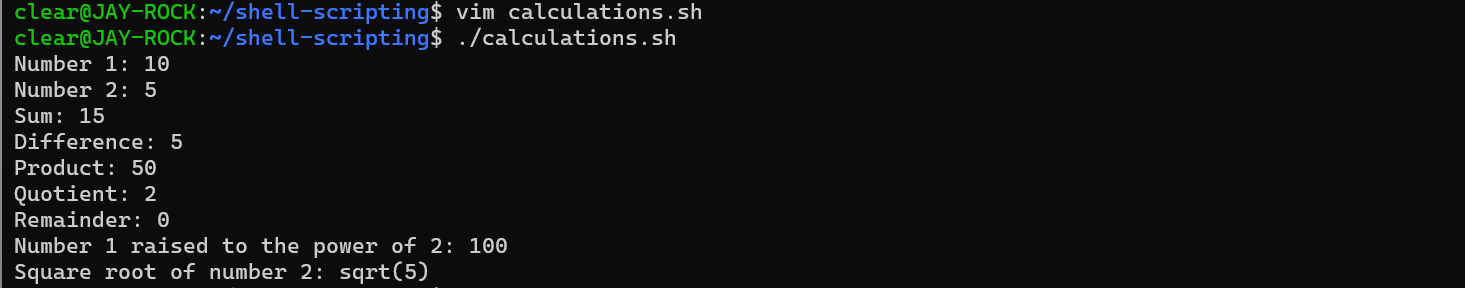 clear@JAY-ROCK:~/shell-scripting$ vim calculations.sh
clear@JAY-ROCK:~/shell-scripting$ ./calculations.sh
Number 1: 10
Number 2: 5
Sum: 15
Difference: 5
Product: 50
Quotient: 2
Remainder: 0
Number 1 raised to the power of 2: 100
Square root of number 2: sqrt(5)